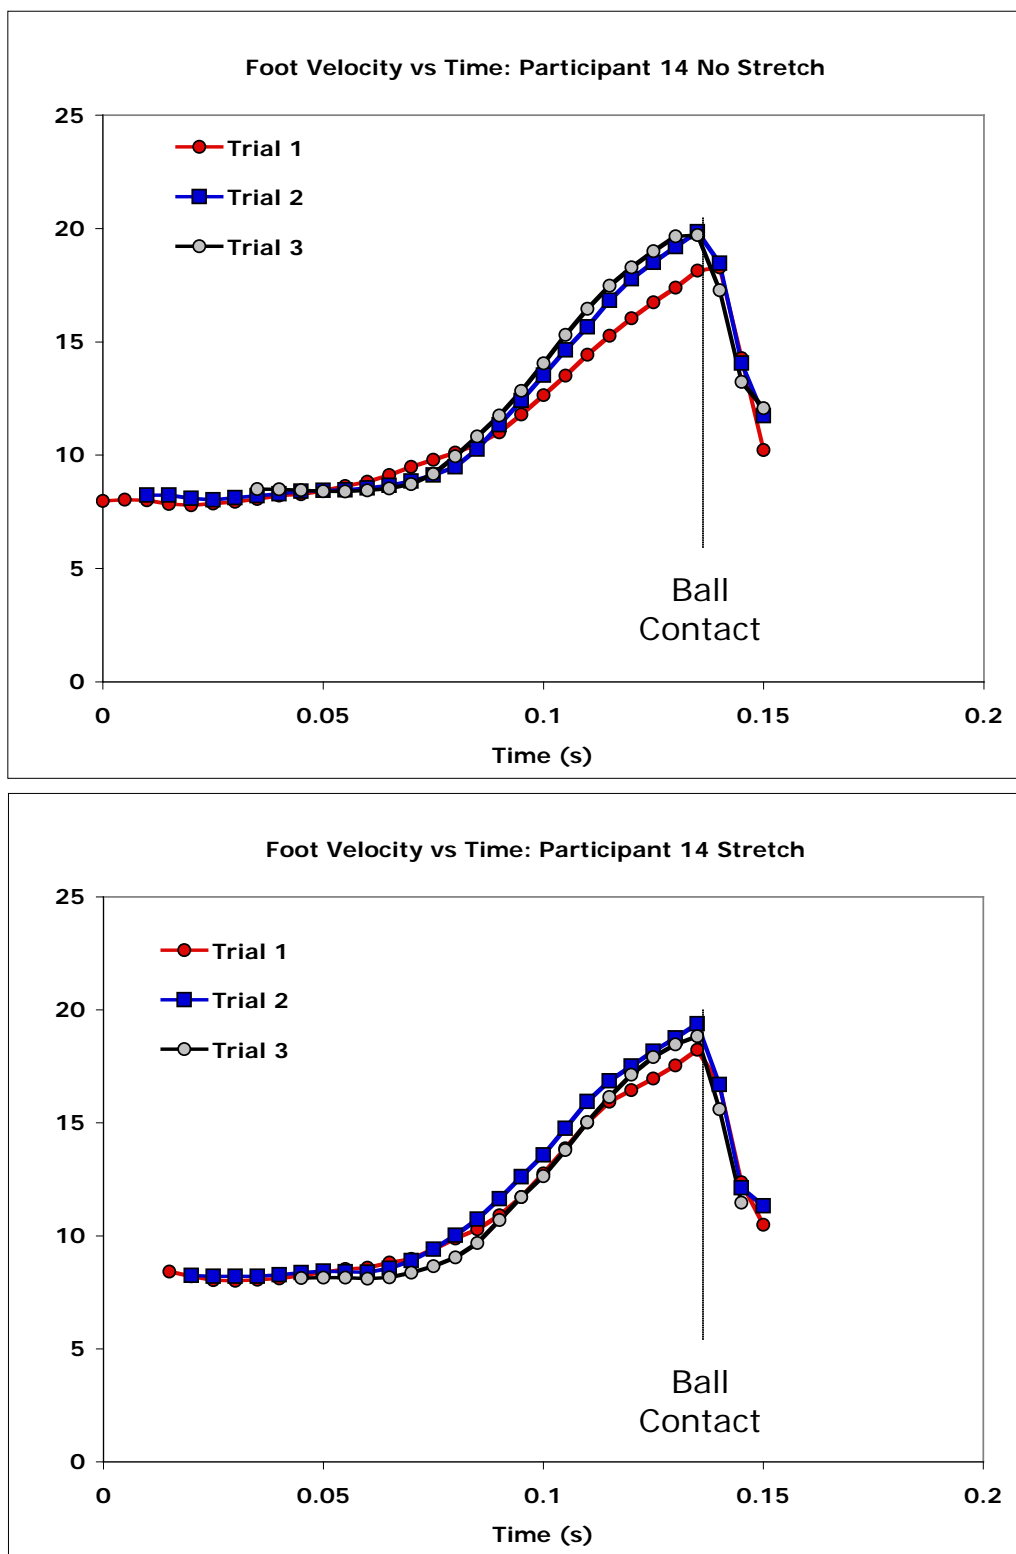 Foot Velocity vs Time: Participant 14 No Stretch
25
Trial 1
Trial 2
20
Trial 3
15
10
5
Ball
Contact
0
0 0.05 0.1 0.15 0.2
Time (s)
Foot Velocity vs Time: Participant 14 Stretch
25
Trial 1
20
Trial 2
Trial 3
15
10
5
Ball
Contact
0
0 0.05 0.1 0.15 0.2
Time (s)